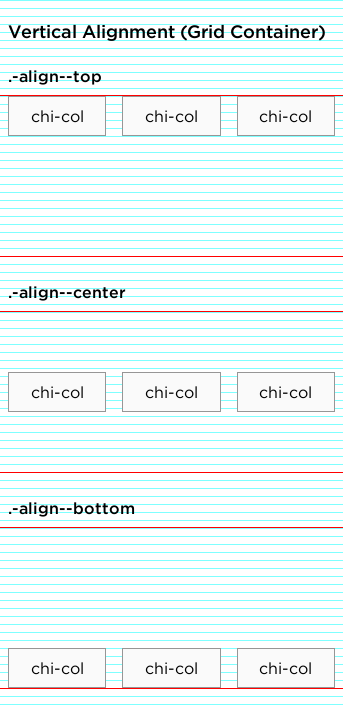 Vertical Alignment (Grid Container)
.-align--top
chi-col chi-col chi-col
.-align--center
chi-col chi-col chi-col
.-align--bottom
chi-col chi-col chi-col